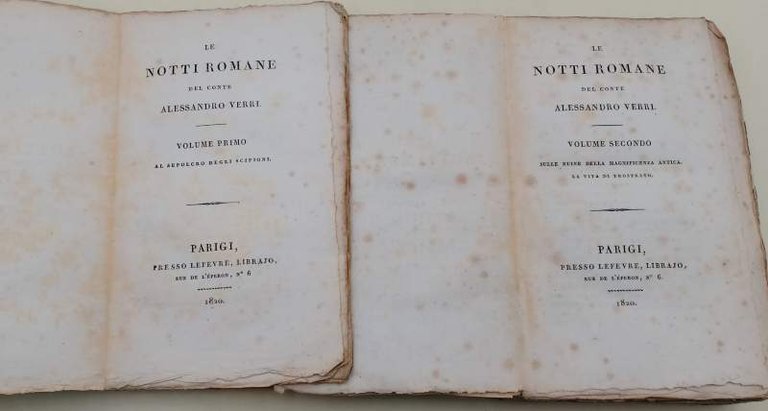 LE
NOTTI ROMANE
DEL CONTE
ALESSANDRO VERRI.
VOLUME PRIMO
AL SEPOLCRO DEGLI SCIPIONI.
PARIGI,
PRESSO LEFEVRE, LIBRAJO,
RUE DE L'ÉPERON, Nº 6
1820.
LE
NOTTI ROMANE
DEL CONTE
ALESSANDRO VERRI.
VOLUME SECONDO
SULLE RUINE DELLA MAGNIFICENZA ANTICA.
LA VITA DI EROSTRATO.
PARIGI,
PRESSO LEFEVRE, LIBRAJO,
RUE DE L'ÉPERON, Nº 6.
1820.